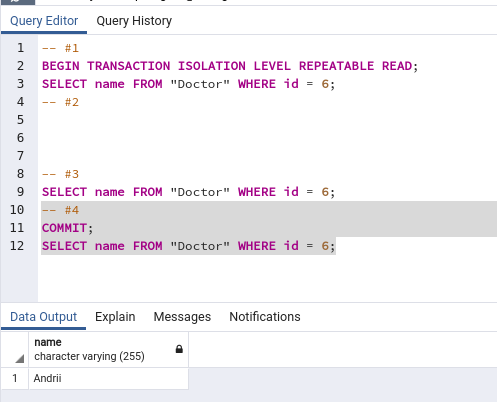 Query Editor Query History
1 -- #1
2 BEGIN TRANSACTION ISOLATION LEVEL REPEATABLE READ;
3 SELECT name FROM "Doctor" WHERE id = 6;
4 -- #2
5
6
7
8 -- #3
9 SELECT name FROM "Doctor" WHERE id = 6;
10 -- #4
11 COMMIT;
12 SELECT name FROM "Doctor" WHERE id = 6;
Data Output Explain Messages Notifications
name
character varying (255)
1 Andrii